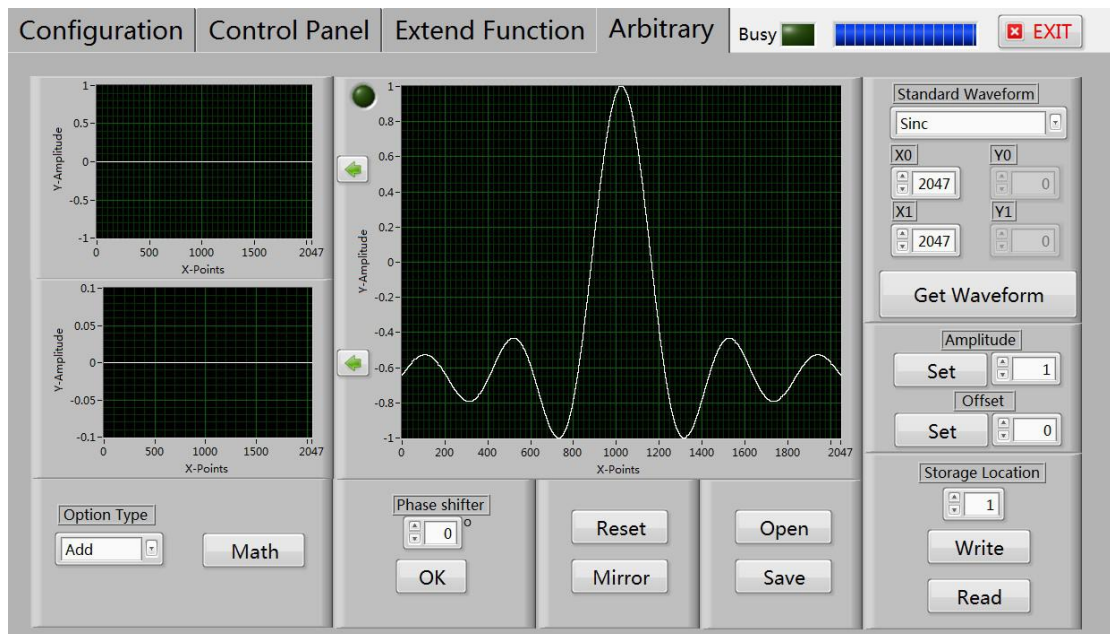 Configuration
Control Panel
Extend Function
Arbitrary
Busy
EXIT
1
0.5
0
-0.5
-1
Y-Amplitude
0 500 1000 1500 2047
X-Points
0.1
0.05
0
-0.05
-0.1
Y-Amplitude
0 500 1000 1500 2047
X-Points
1
0.8
0.6
0.4
0.2
0
-0.2
-0.4
-0.6
-0.8
-1
Y-Amplitude
0 200 400 600 800 1000 1200 1400 1600 1800 2047
X-Points
Standard Waveform
Sinc
X0 Y0
2047 0
X1 Y1
2047 0
Get Waveform
Amplitude
Set 1
Offset
Set 0
Storage Location
1
Write
Read
Option Type
Add
Math
Phase shifter
0 o
OK
Reset
Mirror
Open
Save